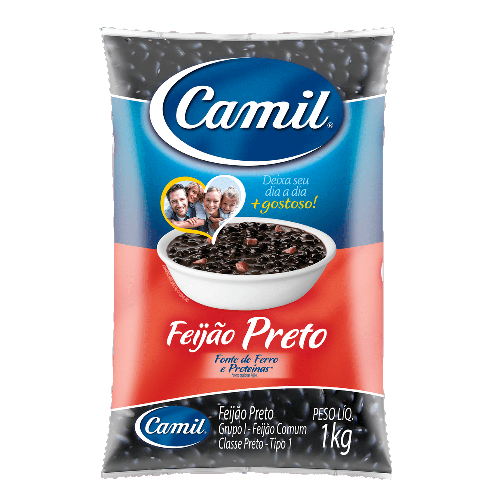 Camil®
Deixa seu
dia a dia
+gostoso!
Feijão Preto
Fonte de Ferro
e Proteínas*
Camil®
Feijão Preto
Grupo I - Feijão Comum
Classe Preto - Tipo 1
PESO LÍQ.
1kg